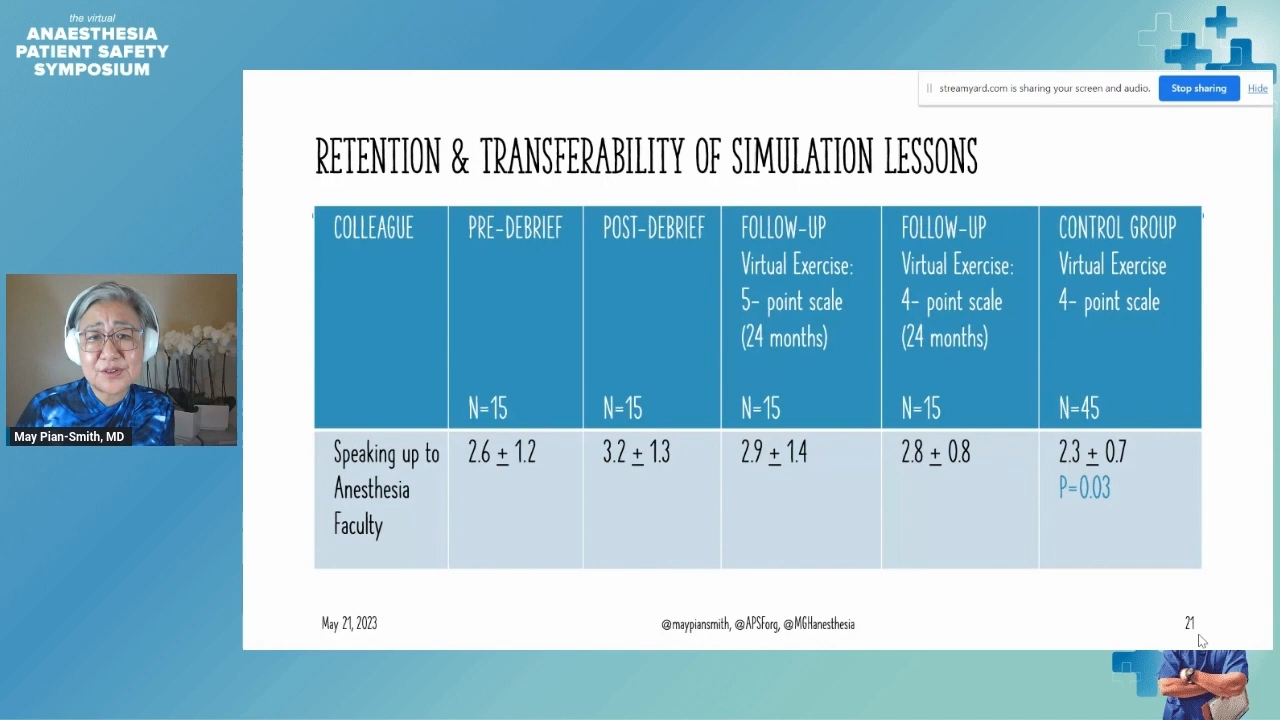 the virtual
ANAESTHESIA
PATIENT SAFETY
SYMPOSIUM
streamyard.com is sharing your screen and audio.
Stop sharing
Hide
RETENTION & TRANSFERABILITY OF SIMULATION LESSONS
COLLEAGUE
PRE-DEBRIEF
N=15
POST-DEBRIEF
N=15
FOLLOW-UP
Virtual Exercise:
5- point scale
(24 months)
N=15
FOLLOW-UP
Virtual Exercise:
4- point scale
(24 months)
N=15
CONTROL GROUP
Virtual Exercise
4- point scale
N=45
Speaking up to
Anesthesia
Faculty
2.6 ± 1.2
3.2 ± 1.3
2.9 ± 1.4
2.8 ± 0.8
2.3 ± 0.7
P=0.03
May Pian-Smith, MD
May 21, 2023
@maypiansmith, @APSForg, @MGHanesthesia
21